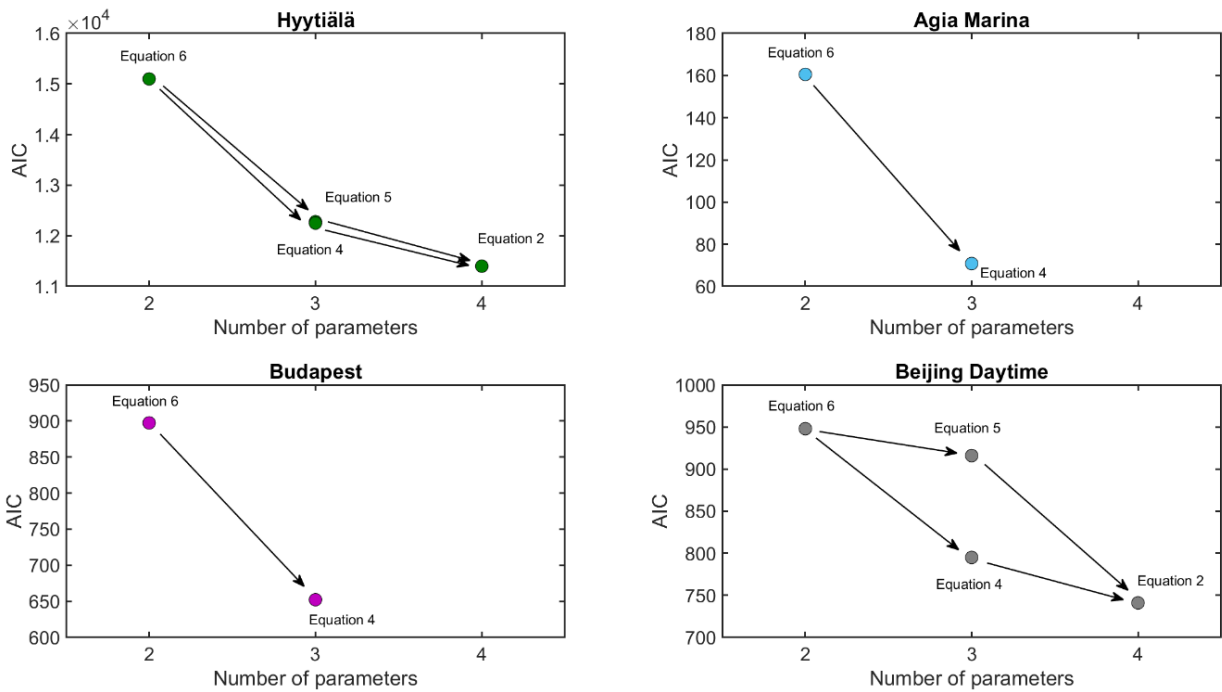 Hyytiälä
×10⁴
1.6
1.5
1.4
1.3
1.2
1.1
AIC
Equation 6
Equation 5
Equation 4
Equation 2
2
3
4
Number of parameters
Agia Marina
180
160
140
120
100
80
60
AIC
Equation 6
Equation 4
2
3
4
Number of parameters
Budapest
950
900
850
800
750
700
650
600
AIC
Equation 6
Equation 4
2
3
4
Number of parameters
Beijing Daytime
1000
950
900
850
800
750
700
AIC
Equation 6
Equation 5
Equation 4
Equation 2
2
3
4
Number of parameters